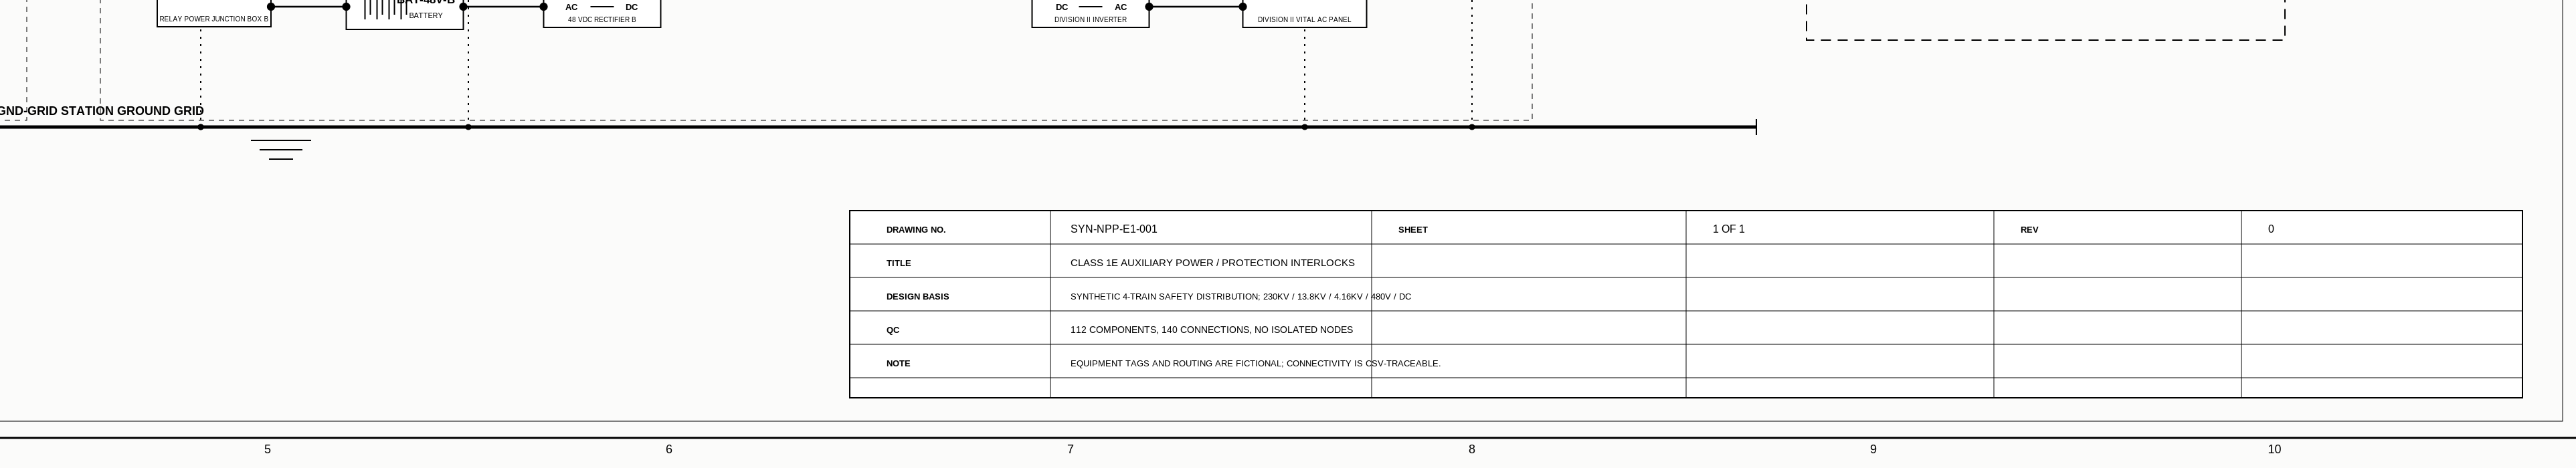 BAT-48V-B
AC DC
DC AC
RELAY POWER JUNCTION BOX B
BATTERY
48 VDC RECTIFIER B
DIVISION II INVERTER
DIVISION II VITAL AC PANEL
GND-GRID STATION GROUND GRID
DRAWING NO. SYN-NPP-E1-001 SHEET 1 OF 1 REV 0
TITLE CLASS 1E AUXILIARY POWER / PROTECTION INTERLOCKS
DESIGN BASIS SYNTHETIC 4-TRAIN SAFETY DISTRIBUTION; 230KV / 13.8KV / 4.16KV / 480V / DC
QC 112 COMPONENTS, 140 CONNECTIONS, NO ISOLATED NODES
NOTE EQUIPMENT TAGS AND ROUTING ARE FICTIONAL; CONNECTIVITY IS CSV-TRACEABLE.
5 6 7 8 9 10